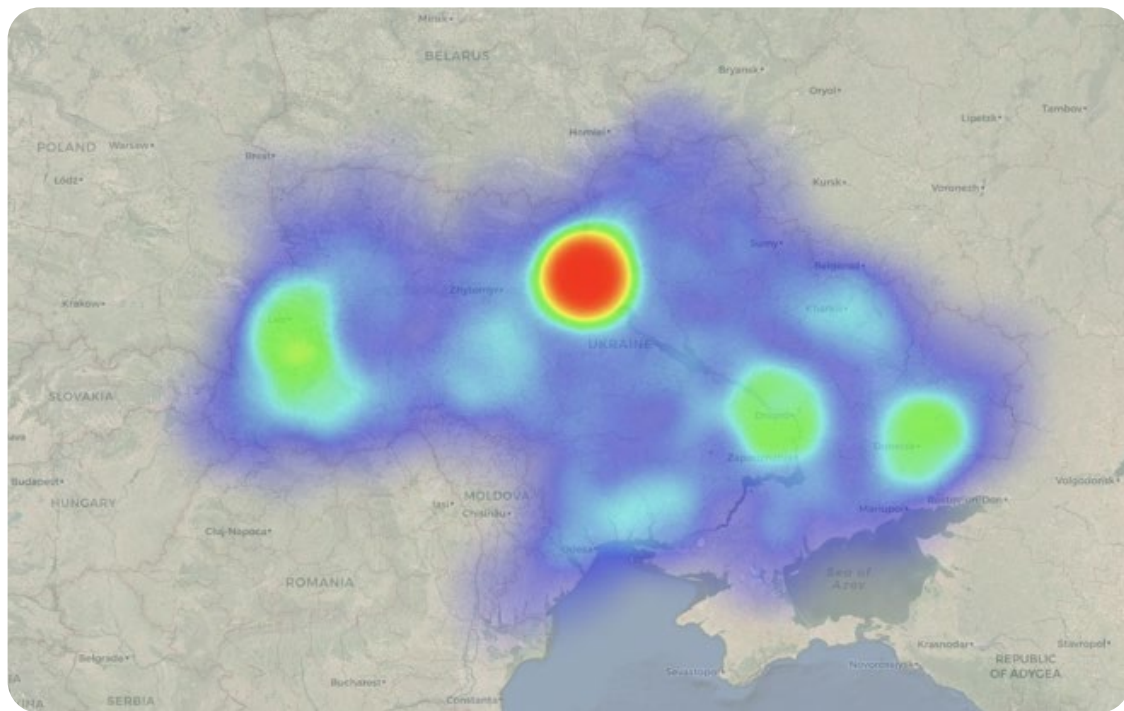 Minsk
BELARUS
Bryansk
Oryol
Tambov
Lipetsk
Homiel
POLAND
Warsaw
Brest
Łódź
Kursk
Voronezh
Sumy
Belgorod
Zhytomyr
Krakow
Kharkiv
Lviv
UKRAINE
SLOVAKIA
Dnipro
Donetsk
Zaporizhzhia
Budapest
Volgodonsk
HUNGARY
MOLDOVA
Rostov-on-Don
Iași
Chisinau
Mariupol
Cluj-Napoca
Odesa
ROMANIA
Sea of
Azov
Krasnodar
Stavropol
Belgrade
Sevastopol
Novorossiysk
REPUBLIC
OF ADYGEA
Bucharest
SERBIA
Constanta